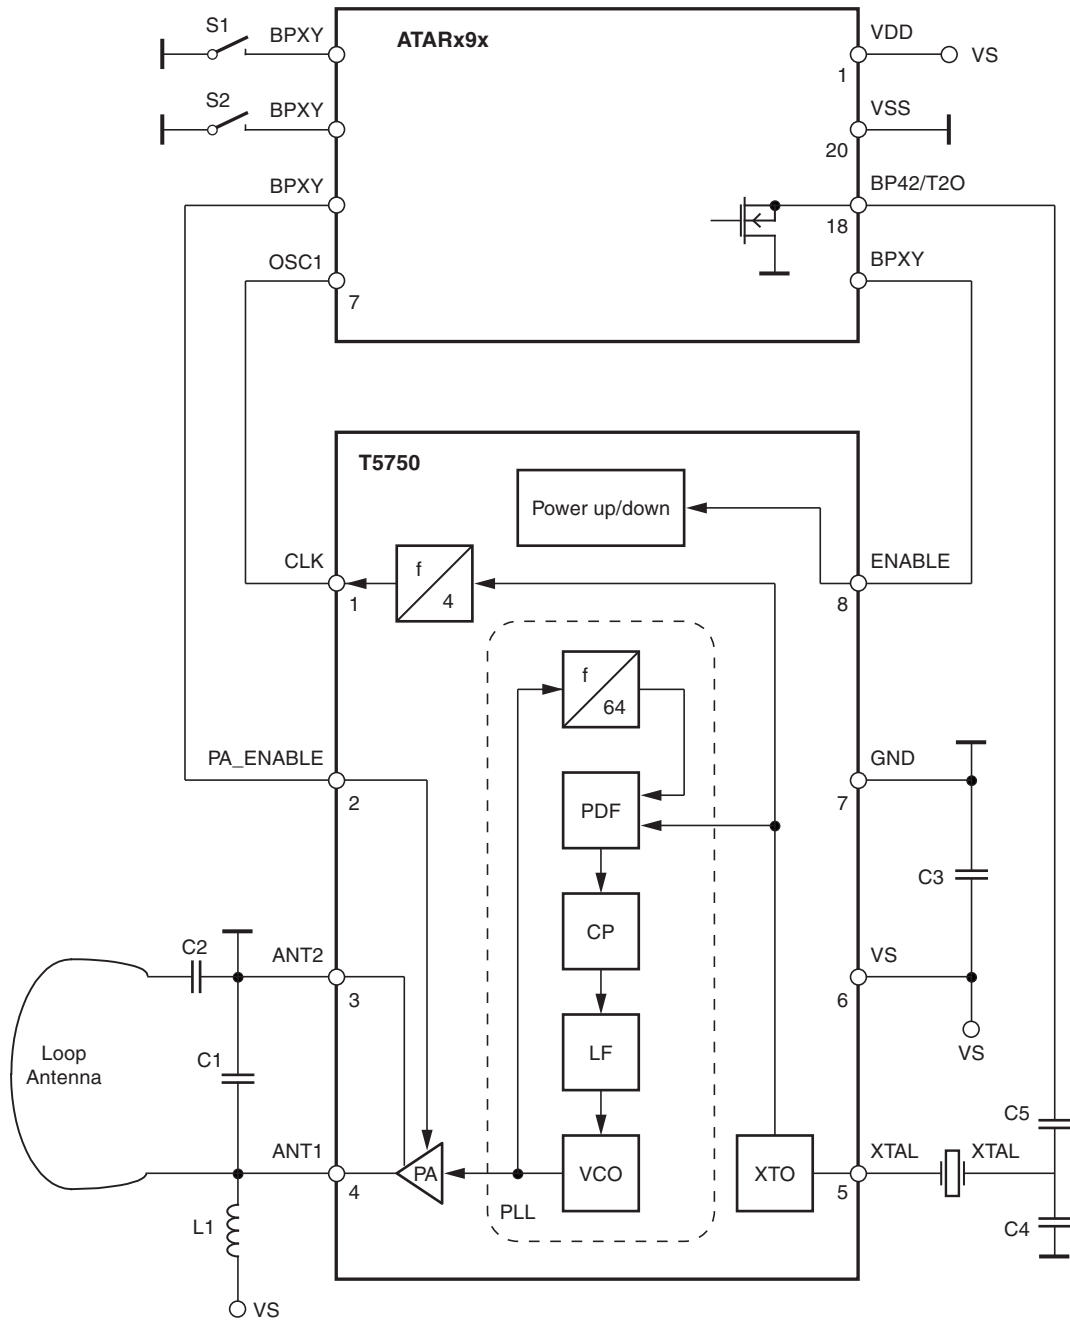 S1
BPXY
ATARx9x
VDD
1
VS
S2
BPXY
VSS
20
BPXY
BP42/T2O
18
OSC1
7
BPXY
T5750
Power up/down
CLK
1
f
4
ENABLE
8
f
64
PA_ENABLE
2
PDF
GND
7
C3
CP
C2
ANT2
3
VS
6
Loop
Antenna
C1
LF
VS
C5
ANT1
4
PA
VCO
XTO
XTAL
5
XTAL
L1
PLL
C4
VS